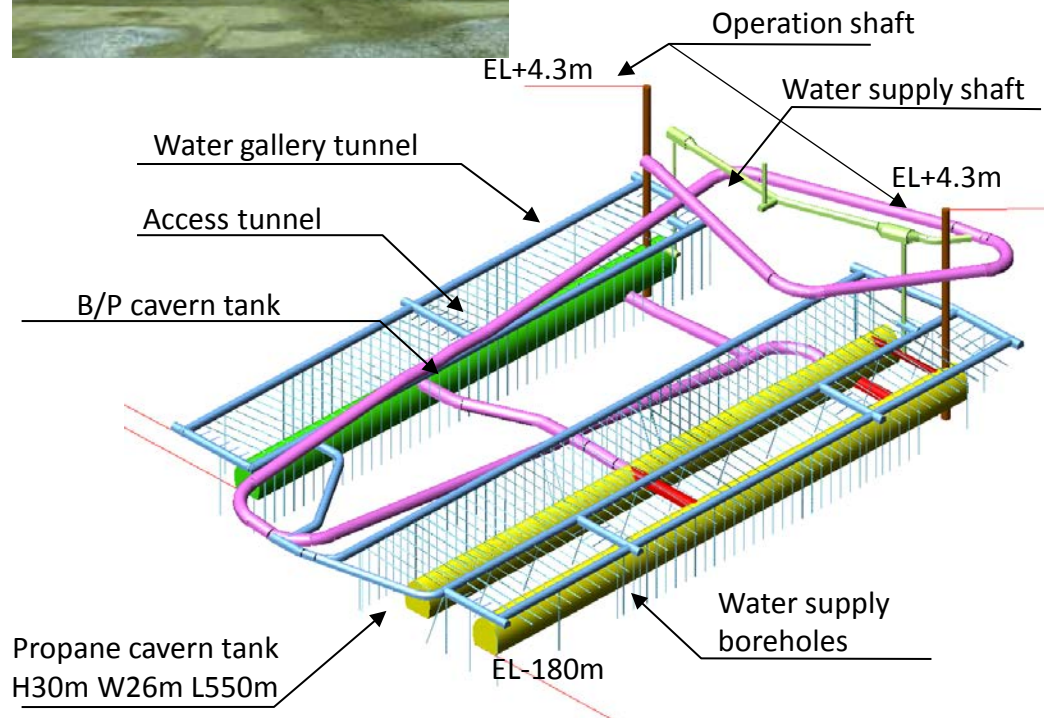 Operation shaft
EL+4.3m
Water supply shaft
Water gallery tunnel
EL+4.3m
Access tunnel
B/P cavern tank
Water supply
boreholes
Propane cavern tank
H30m W26m L550m
EL-180m